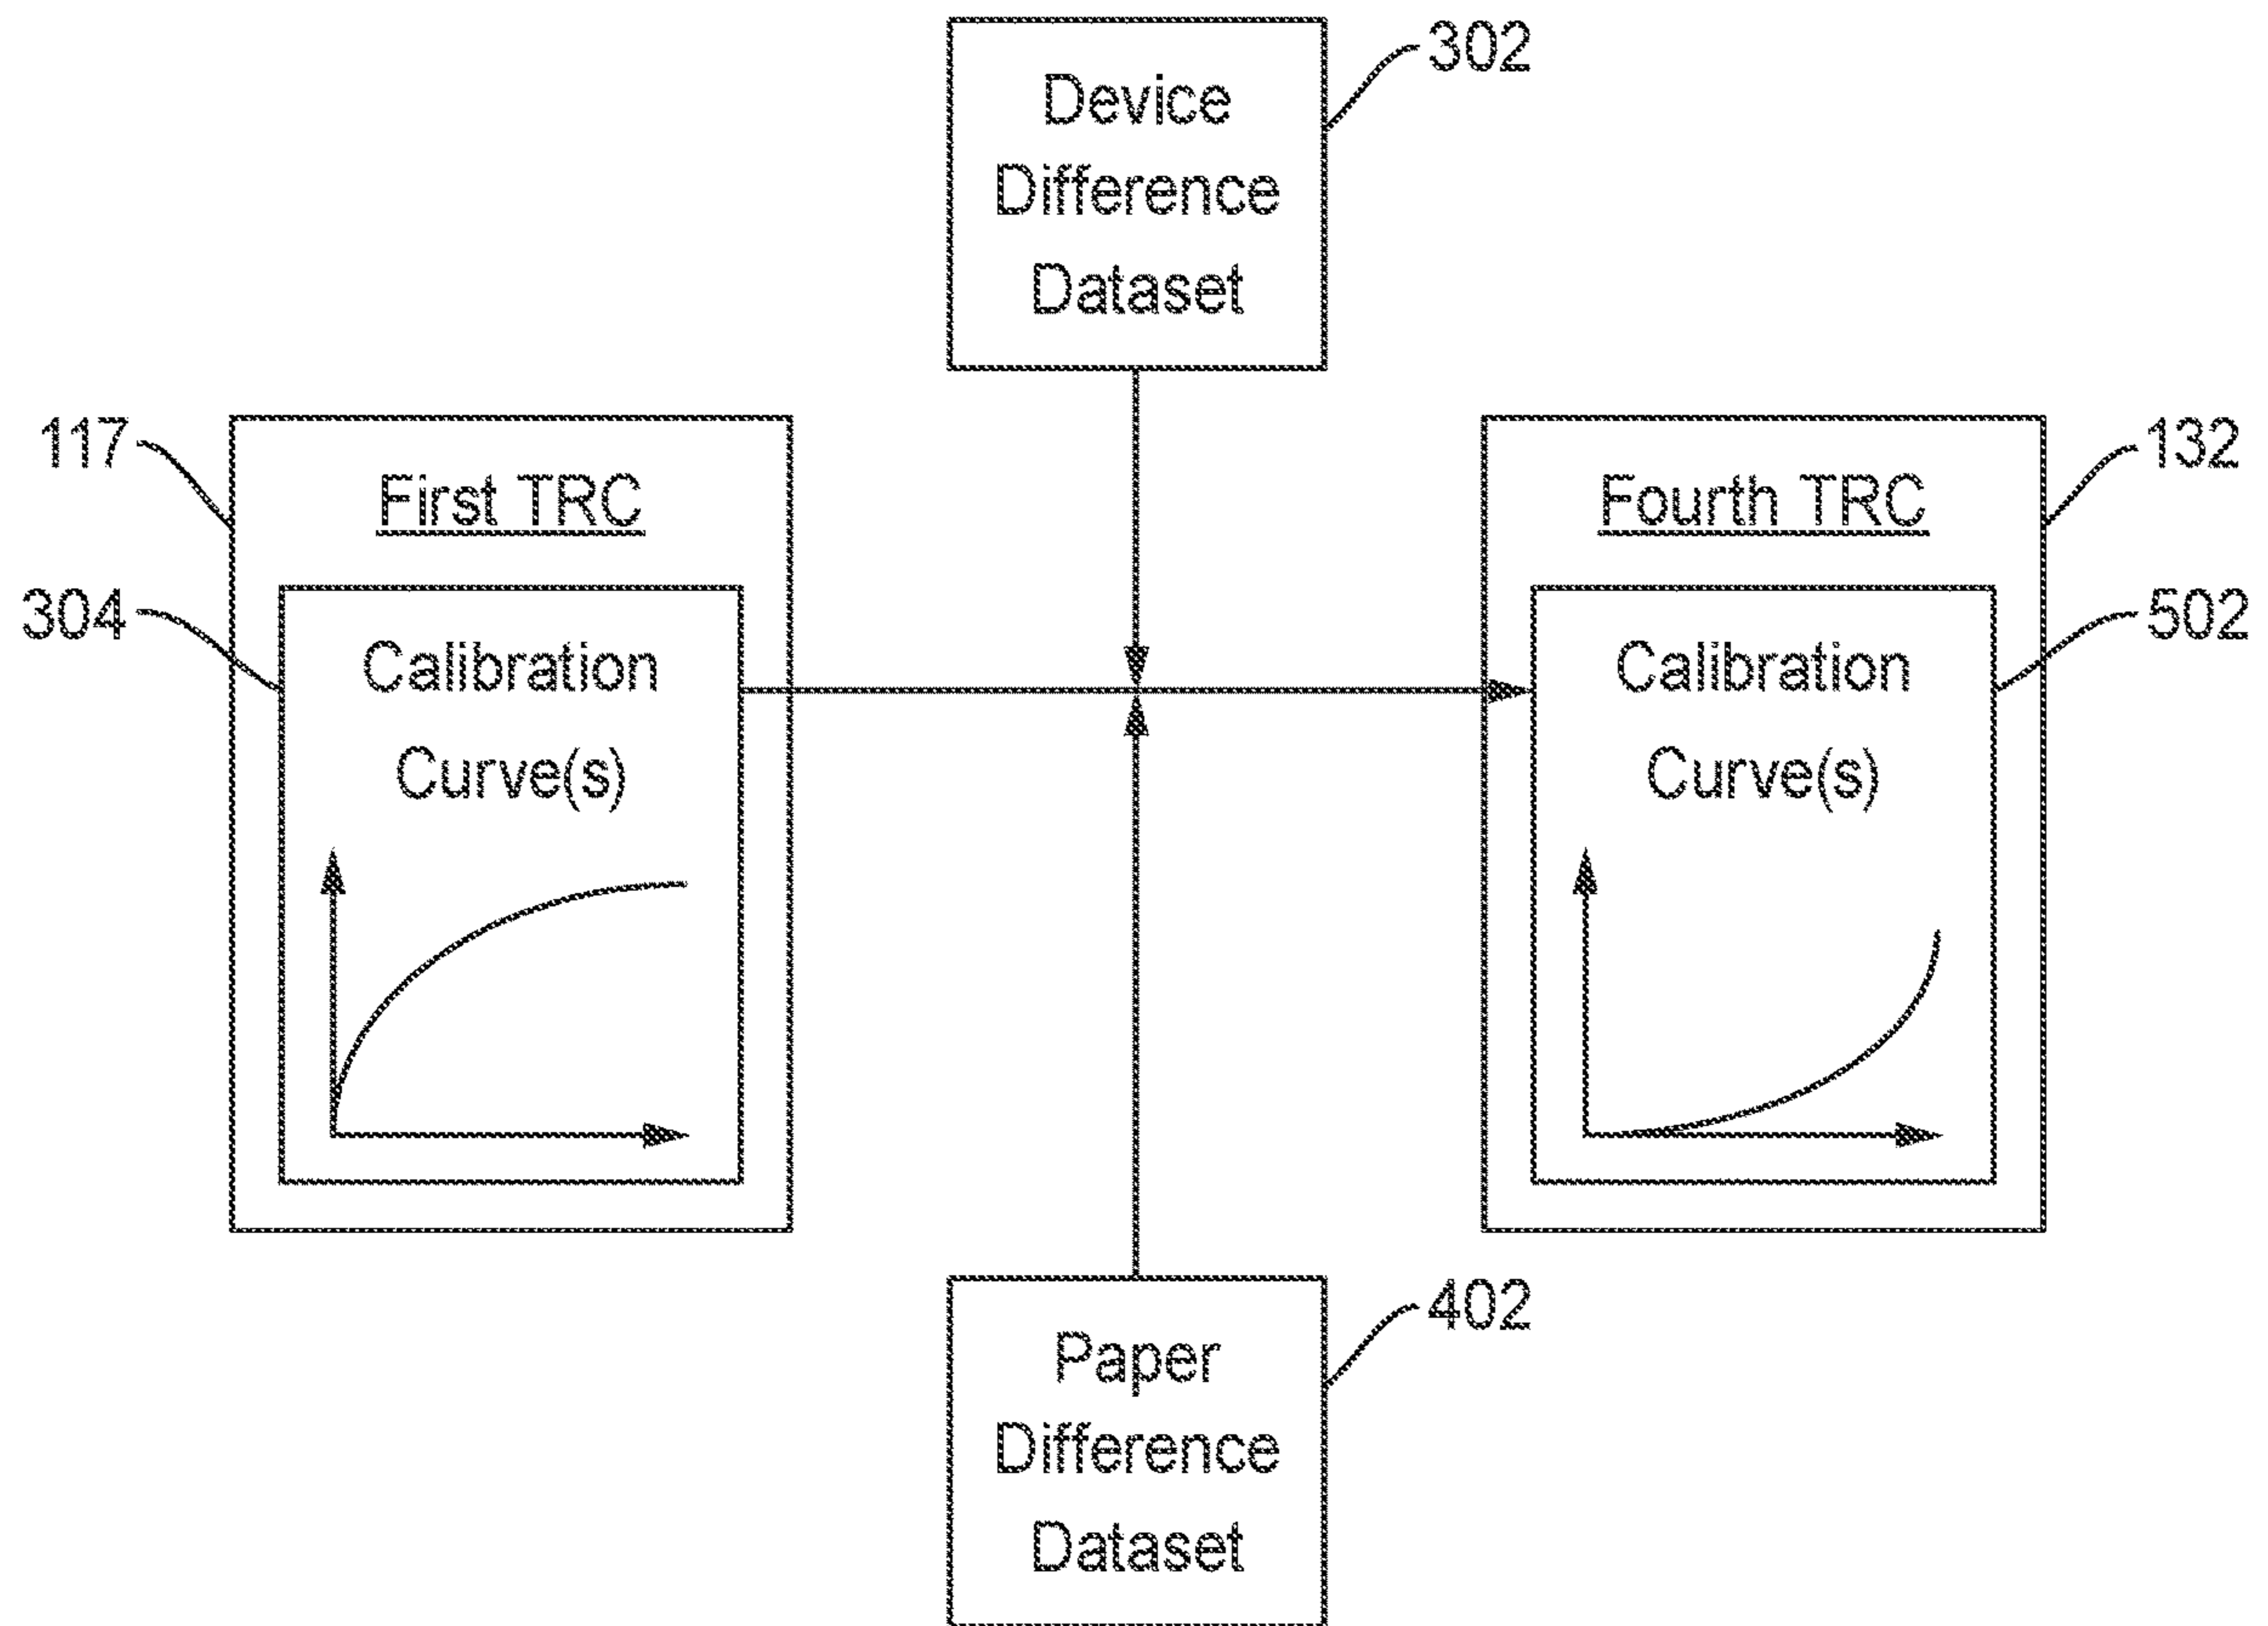 Device
Difference
Dataset
302
117
First TRC
304
Calibration
Curve(s)
Fourth TRC
132
Calibration
Curve(s)
502
Paper
Difference
Dataset
402